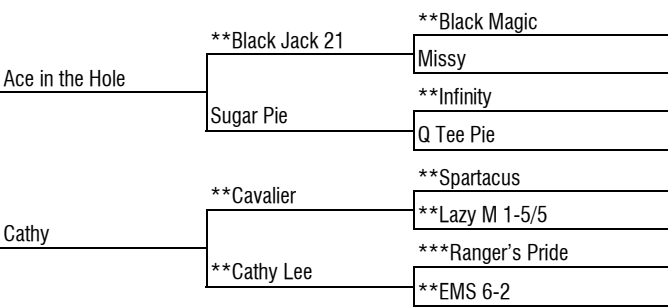 **Black Magic
**Black Jack 21
Missy
Ace in the Hole
**Infinity
Sugar Pie
Q Tee Pie
**Spartacus
**Cavalier
**Lazy M 1-5/5
Cathy
***Ranger’s Pride
**Cathy Lee
**EMS 6-2